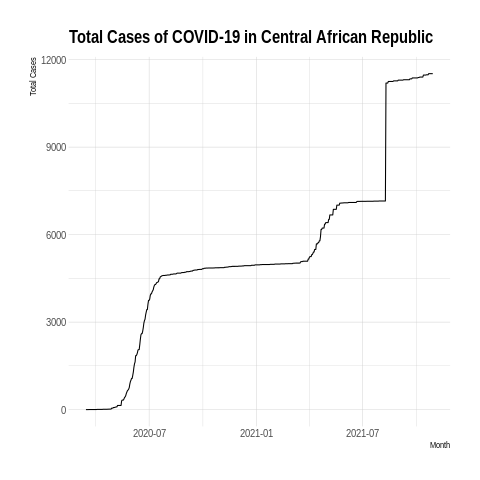 Total Cases of COVID-19 in Central African Republic
Total Cases
12000
9000
6000
3000
0
2020-07
2021-01
2021-07
Month